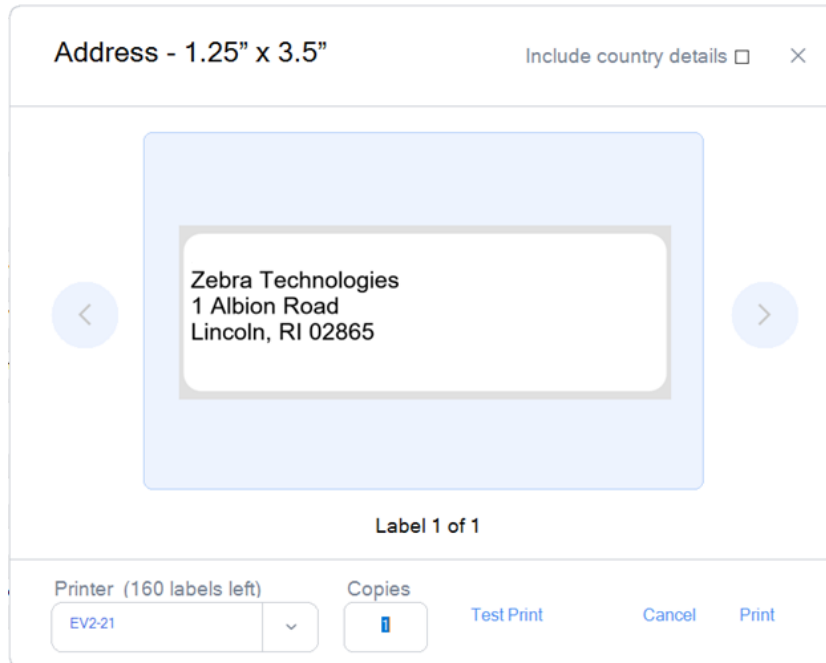 Address - 1.25” x 3.5”
Include country details
Zebra Technologies
1 Albion Road
Lincoln, RI 02865
Label 1 of 1
Printer (160 labels left)
Copies
EV2-21
1
Test Print
Cancel
Print